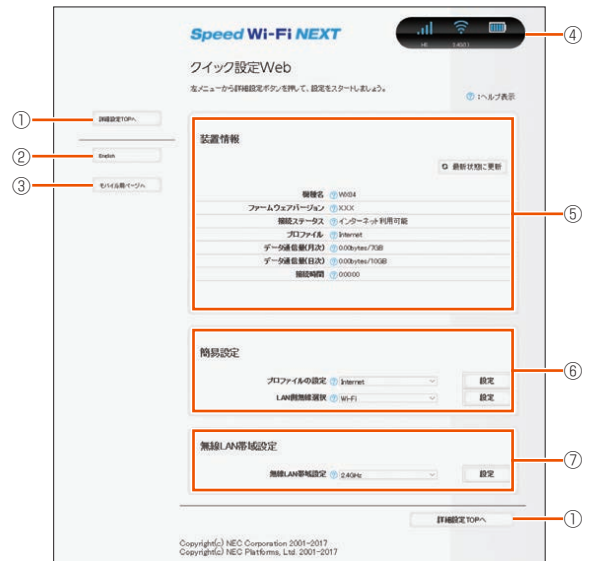 Speed Wi-Fi NEXT
④
クイック設定Web
左メニューから詳細設定ボタンを押して、設定をスタートしましょう。
?:ヘルプ表示
① 詳細設定TOPへ
② English
③ モバイル用ページへ
装置情報
最新状態に更新
機種名 ? WX04
ファームウェアバージョン ? XXX
接続ステータス ? インターネット利用可能
プロファイル ? Internet
データ通信量(月次) ? 0.00bytes/7GB
データ通信量(日次) ? 0.00bytes/10GB
接続時間 ? 0:00:00
⑤
簡易設定
プロファイルの設定 ? Internet 設定
LAN側無線選択 ? Wi-Fi 設定
⑥
無線LAN帯域設定
無線LAN帯域設定 ? 2.4GHz 設定
⑦
詳細設定TOPへ ①
Copyright(c) NEC Corporation 2001-2017
Copyright(c) NEC Platforms, Ltd. 2001-2017